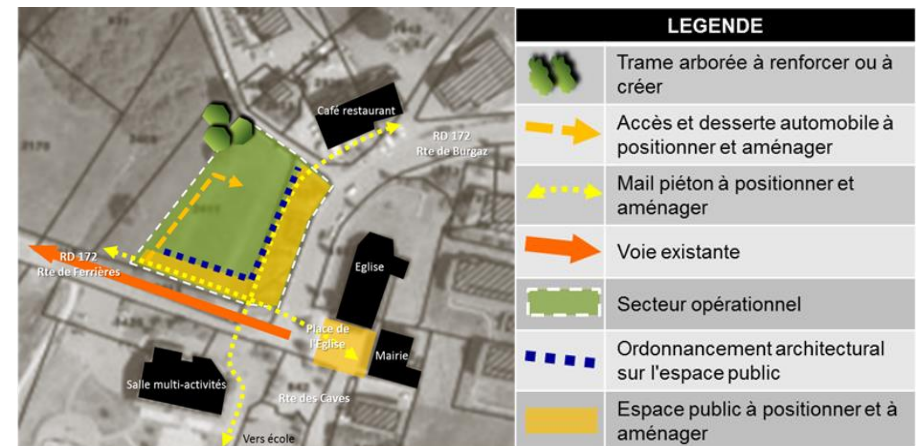 Café restaurant
RD 172
Rte de Burgaz
RD 172
Rte de Ferrières
Eglise
Place de
l'Eglise
Mairie
Salle multi-activités
Rte des Caves
Vers école
LEGENDE
Trame arborée à renforcer ou à
créer
Accès et desserte automobile à
positionner et aménager
Mail piéton à positionner et
aménager
Voie existante
Secteur opérationnel
Ordonnancement architectural
sur l'espace public
Espace public à positionner et à
aménager